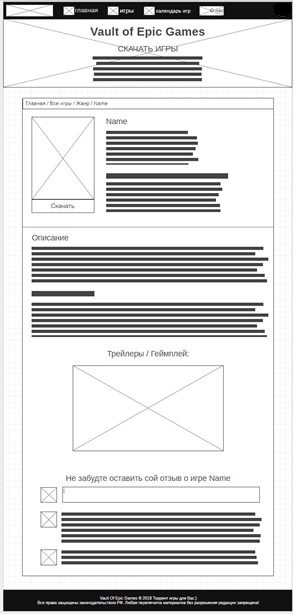 главная игры календарь игр
Vault of Epic Games
СКАЧАТЬ ИГРЫ
Главная / Все игры / Жанр / Name
Name
Скачать
Описание
Трейлеры / Геймплей:
Не забудте оставить сой отзыв о игре Name
Vault Of Epic Games © 2018 Торрент игры для Вас:)
Все права защищены законодательством РФ. Любая перепечатка материалов без разрешения редакции запрещена!